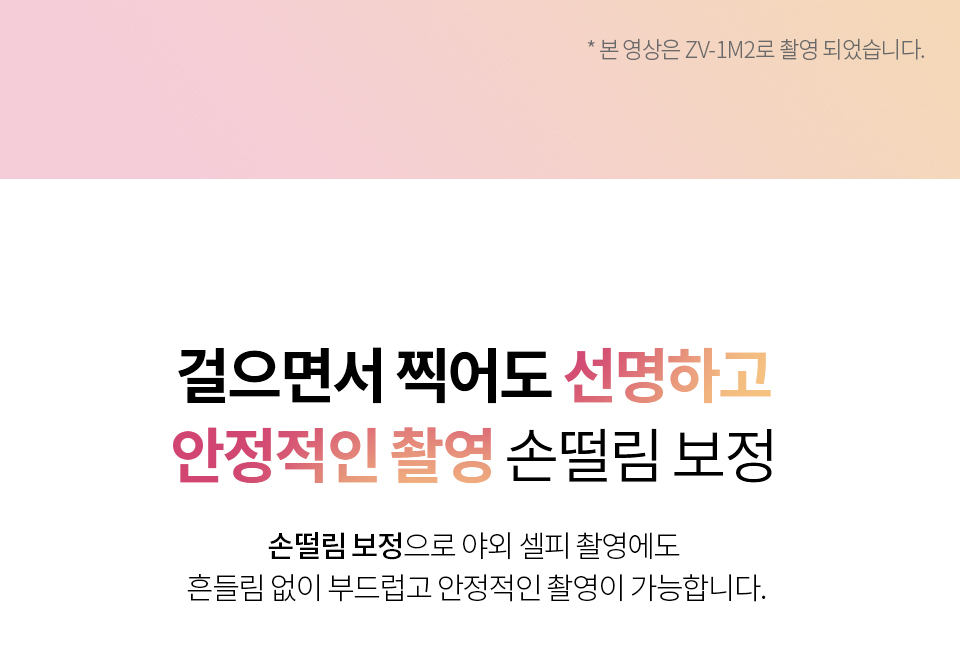 * 본 영상은 ZV-1M2로 촬영 되었습니다.
걸으면서 찍어도 선명하고
안정적인 촬영 손떨림 보정
손떨림 보정으로 야외 셀피 촬영에도
흔들림 없이 부드럽고 안정적인 촬영이 가능합니다.